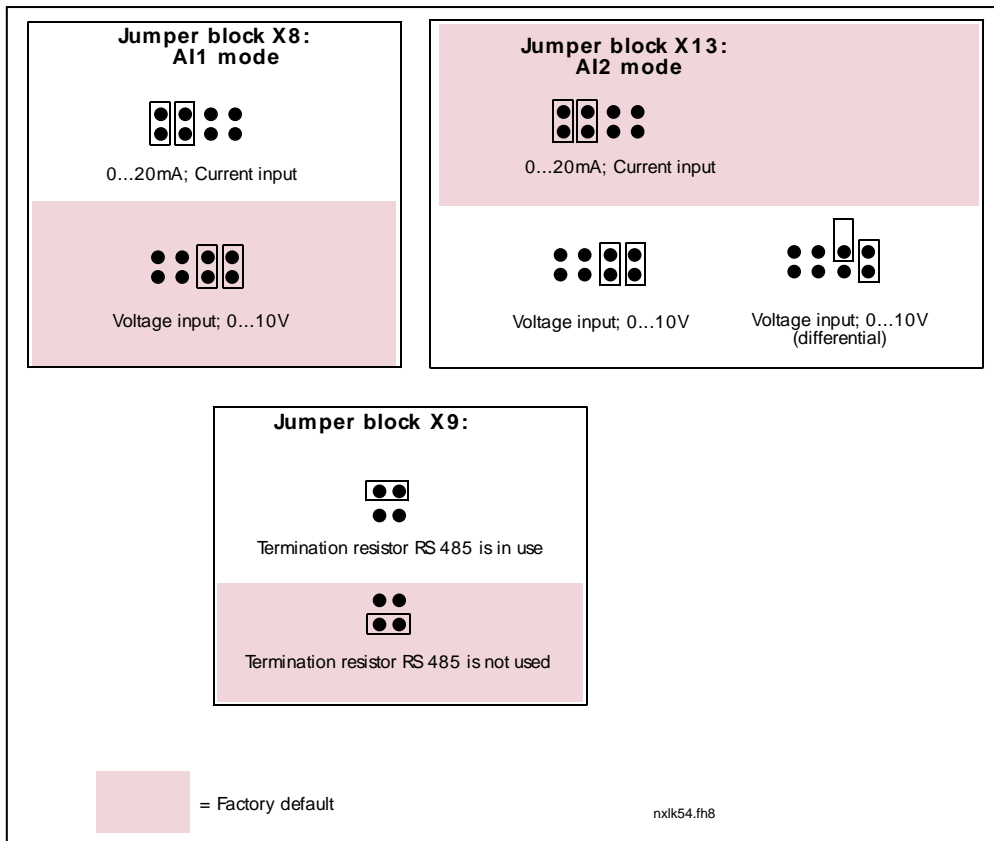 Jumper block X8:
AI1 mode
0...20mA; Current input
Voltage input; 0...10V
Jumper block X13:
AI2 mode
0...20mA; Current input
Voltage input; 0...10V
Voltage input; 0...10V
(differential)
Jumper block X9:
Termination resistor RS 485 is in use
Termination resistor RS 485 is not used
= Factory default
nxlk54.fh8